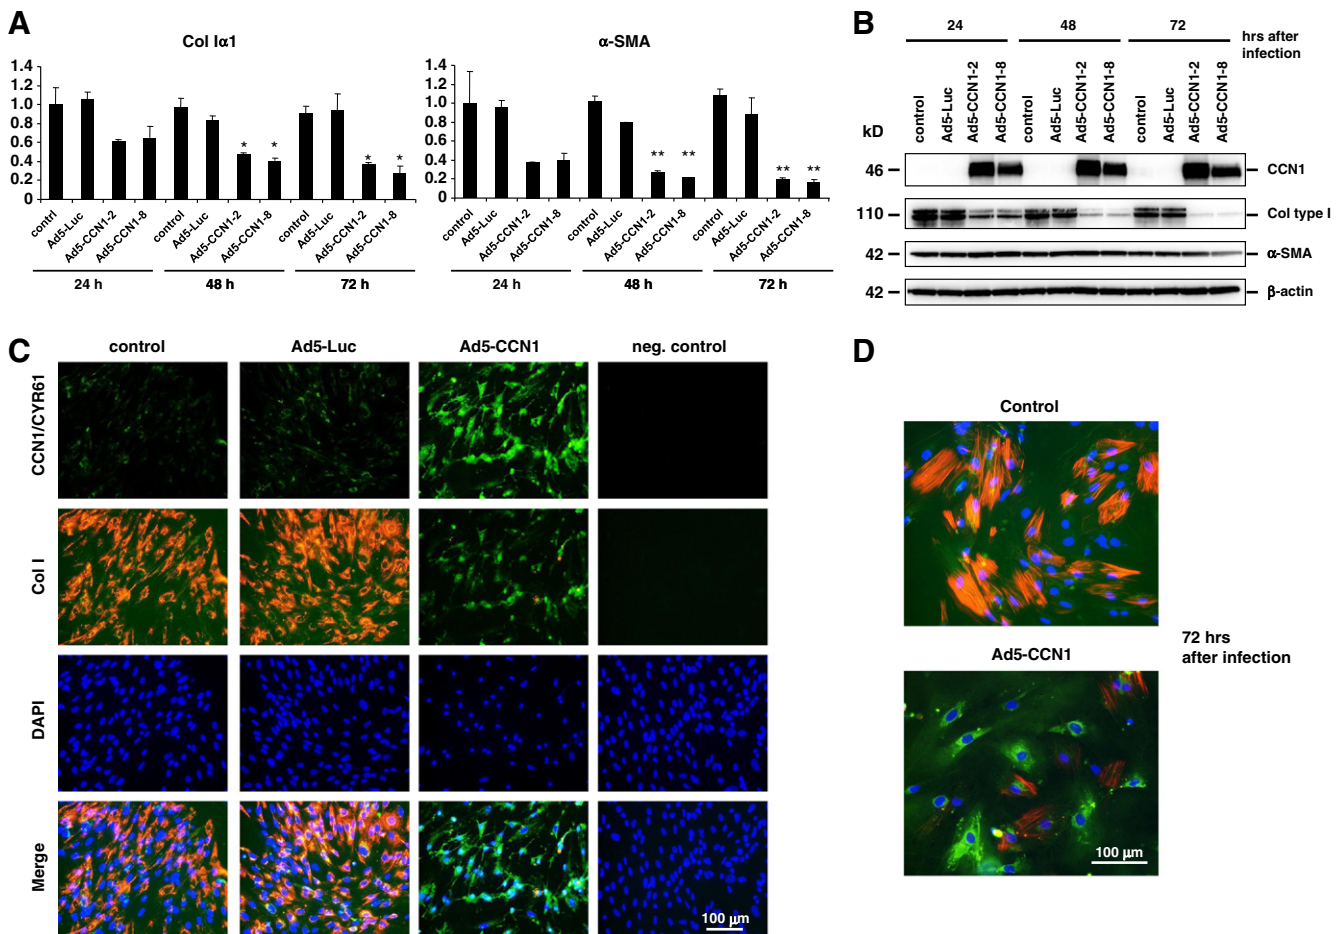 A
Col Iα1
1.4
1.2
1.0
0.8
0.6
0.4
0.2
0
* * * *
contrl
Ad5-Luc
Ad5-CCN1-2
Ad5-CCN1-8
control
Ad5-Luc
Ad5-CCN1-2
Ad5-CCN1-8
control
Ad5-Luc
Ad5-CCN1-2
Ad5-CCN1-8
24 h 48 h 72 h
α-SMA
1.4
1.2
1.0
0.8
0.6
0.4
0.2
0
** ** ** **
control
Ad5-Luc
Ad5-CCN1-2
Ad5-CCN1-8
control
Ad5-Luc
Ad5-CCN1-2
Ad5-CCN1-8
control
Ad5-Luc
Ad5-CCN1-2
Ad5-CCN1-8
24 h 48 h 72 h
B
24 48 72
hrs after
infection
control
Ad5-Luc
Ad5-CCN1-2
Ad5-CCN1-8
control
Ad5-Luc
Ad5-CCN1-2
Ad5-CCN1-8
control
Ad5-Luc
Ad5-CCN1-2
Ad5-CCN1-8
kD
46 CCN1
110 Col type I
42 α-SMA
42 β-actin
C
control Ad5-Luc Ad5-CCN1 neg. control
CCN1/CYR61
Col I
DAPI
Merge
100 µm
D
Control
Ad5-CCN1
72 hrs
after infection
100 µm